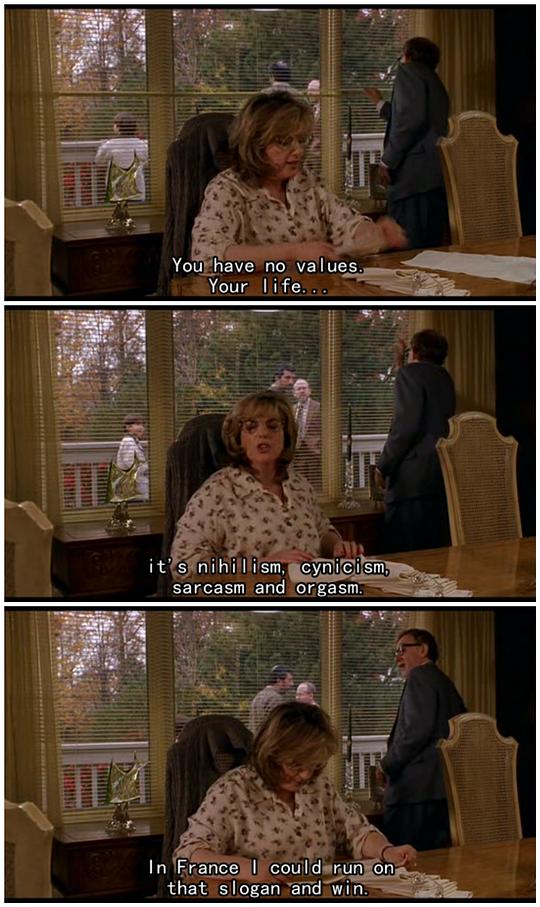 You have no values.
Your life...
it's nihilism, cynicism,
sarcasm and orgasm.
In France I could run on
that slogan and win.